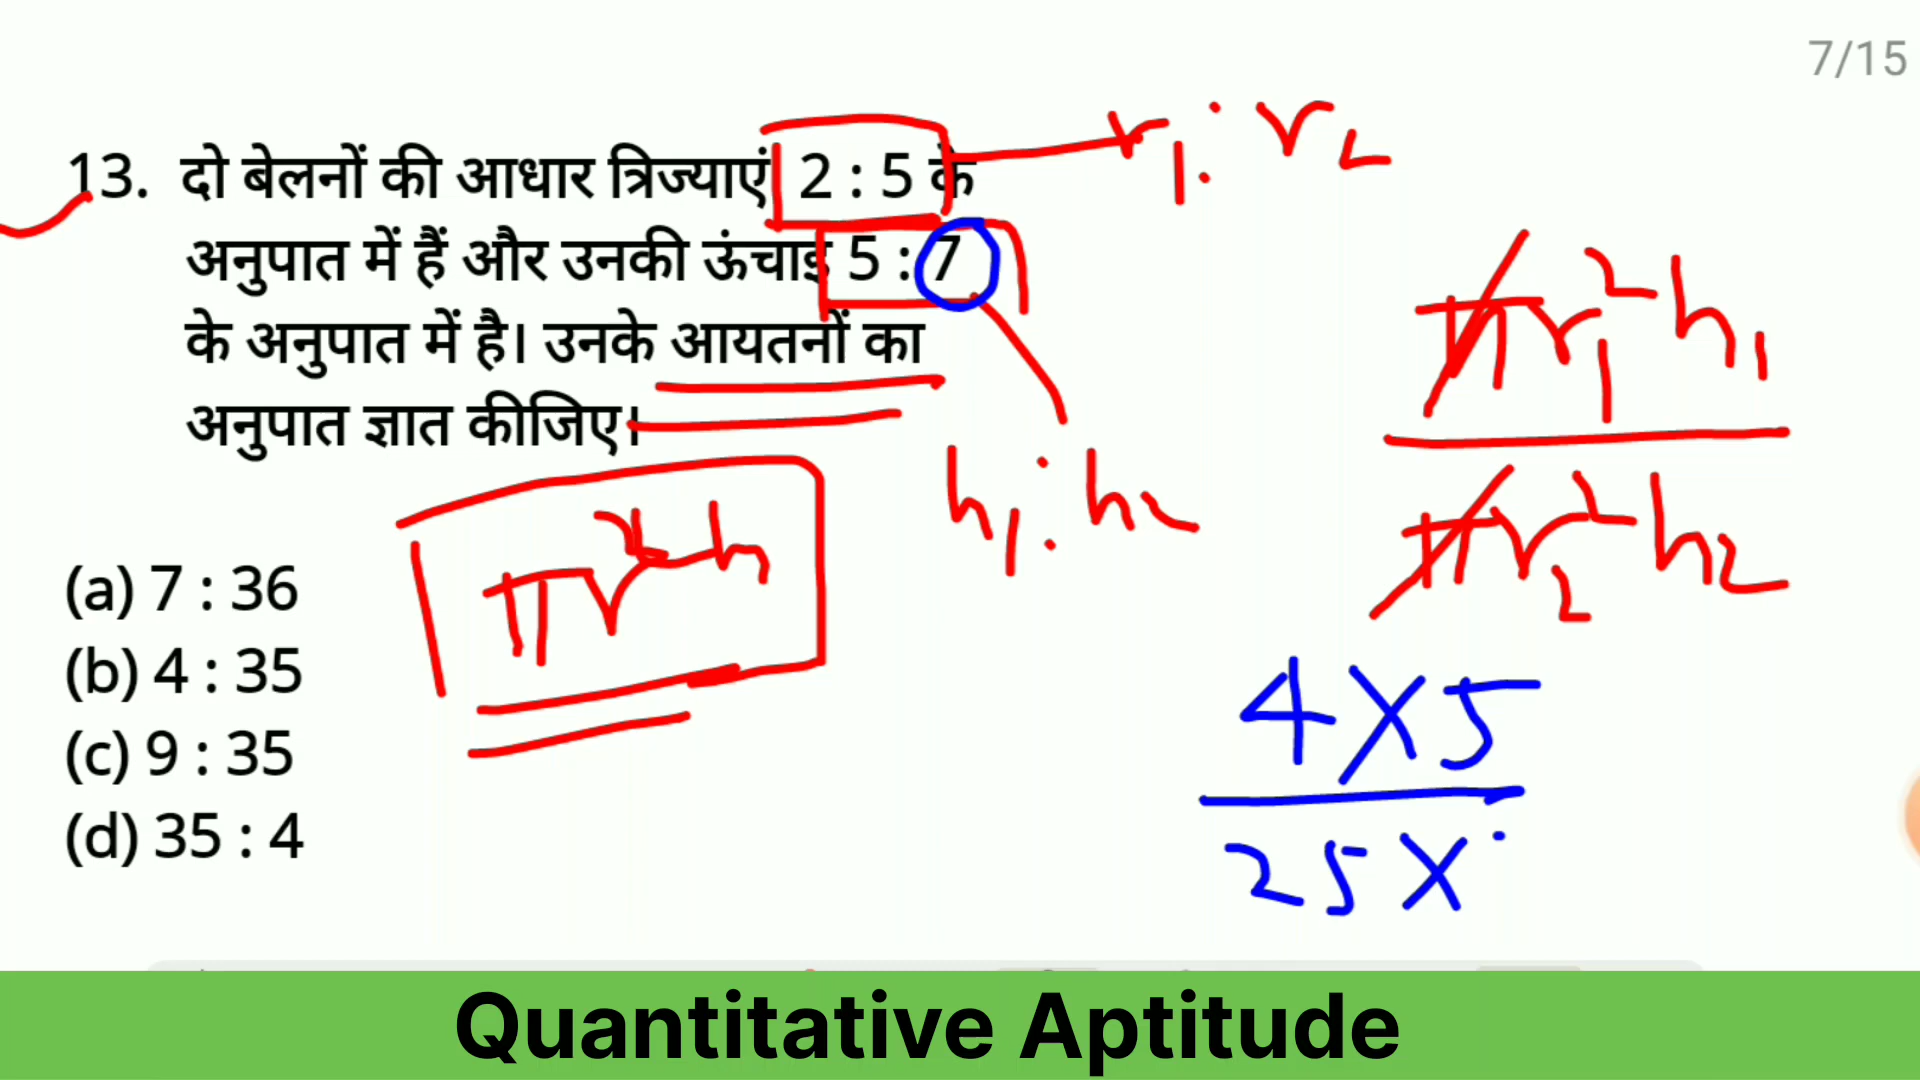 7/15
13. दो बेलनों की आधार त्रिज्याएं 2 : 5 के
अनुपात में हैं और उनकी ऊंचाई 5 : 7
के अनुपात में है। उनके आयतनों का
अनुपात ज्ञात कीजिए।
(a) 7 : 36
(b) 4 : 35
(c) 9 : 35
(d) 35 : 4
r₁ : r₂
h₁ : h₂
πr²h
πr₁²h₁
πr₂²h₂
4×5
25×
Quantitative Aptitude